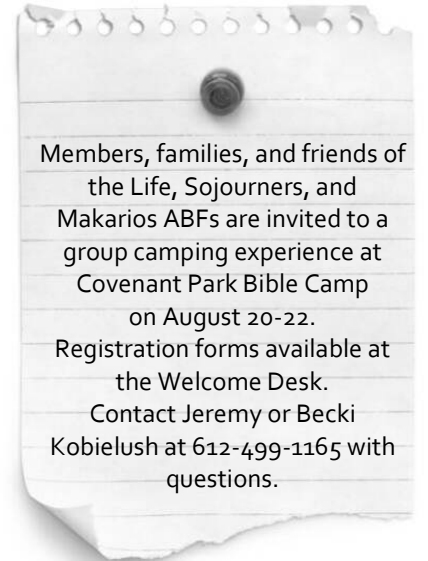 Members, families, and friends of
the Life, Sojourners, and
Makarios ABFs are invited to a
group camping experience at
Covenant Park Bible Camp
on August 20-22.
Registration forms available at
the Welcome Desk.
Contact Jeremy or Becki
Kobielush at 612-499-1165 with
questions.